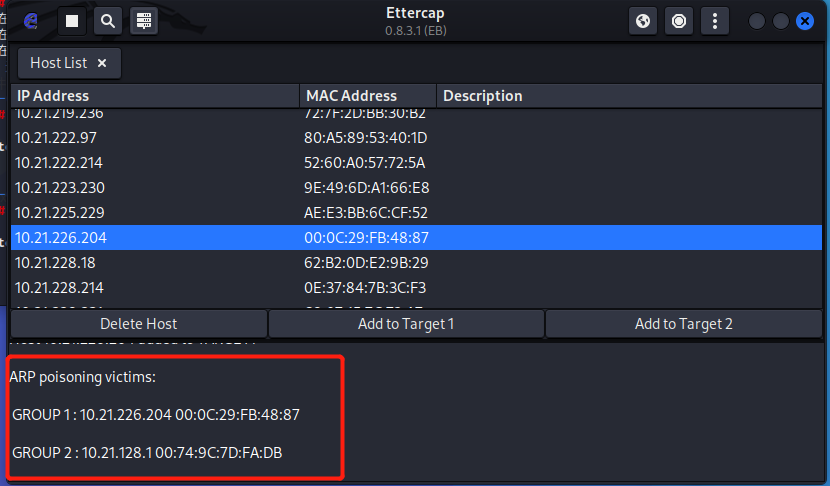 Ettercap
0.8.3.1 (EB)
Host List ×
IP Address MAC Address Description
10.21.219.236 72:7F:2D:BB:30:B2
10.21.222.97 80:A5:89:53:40:1D
10.21.222.214 52:60:A0:57:72:5A
10.21.223.230 9E:49:6D:A1:66:E8
10.21.225.229 AE:E3:BB:6C:CF:52
10.21.226.204 00:0C:29:FB:48:87
10.21.228.18 62:B2:0D:E2:9B:29
10.21.228.214 0E:37:84:7B:3C:F3
Delete Host Add to Target 1 Add to Target 2
ARP poisoning victims:
GROUP 1 : 10.21.226.204 00:0C:29:FB:48:87
GROUP 2 : 10.21.128.1 00:74:9C:7D:FA:DB